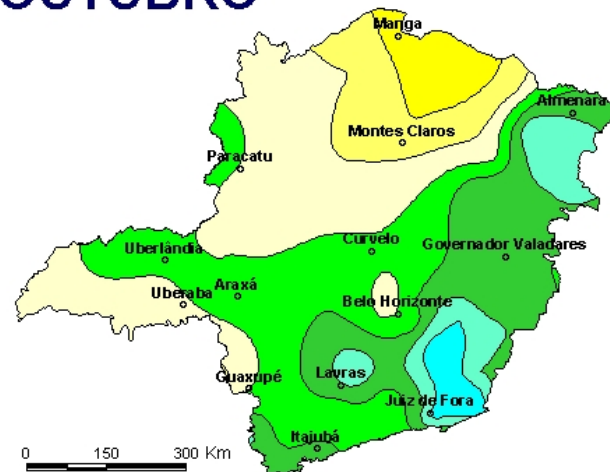 OUTUBRO
Manga
Almenara
Montes Claros
Paracatu
Curvelo
Governador Valadares
Uberlândia
Araxá
Uberaba
Belo Horizonte
Guaxupé
Lavras
Juiz de Fora
Itajubá
0 150 300 Km